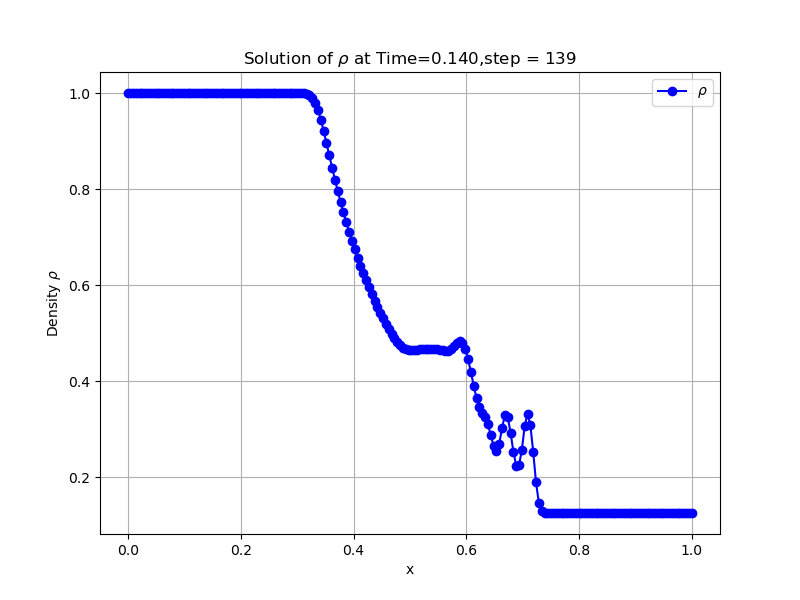 Solution of ρ at Time=0.140,step = 139
ρ
1.0
0.8
0.6
0.4
0.2
Density ρ
0.0
0.2
0.4
0.6
0.8
1.0
x